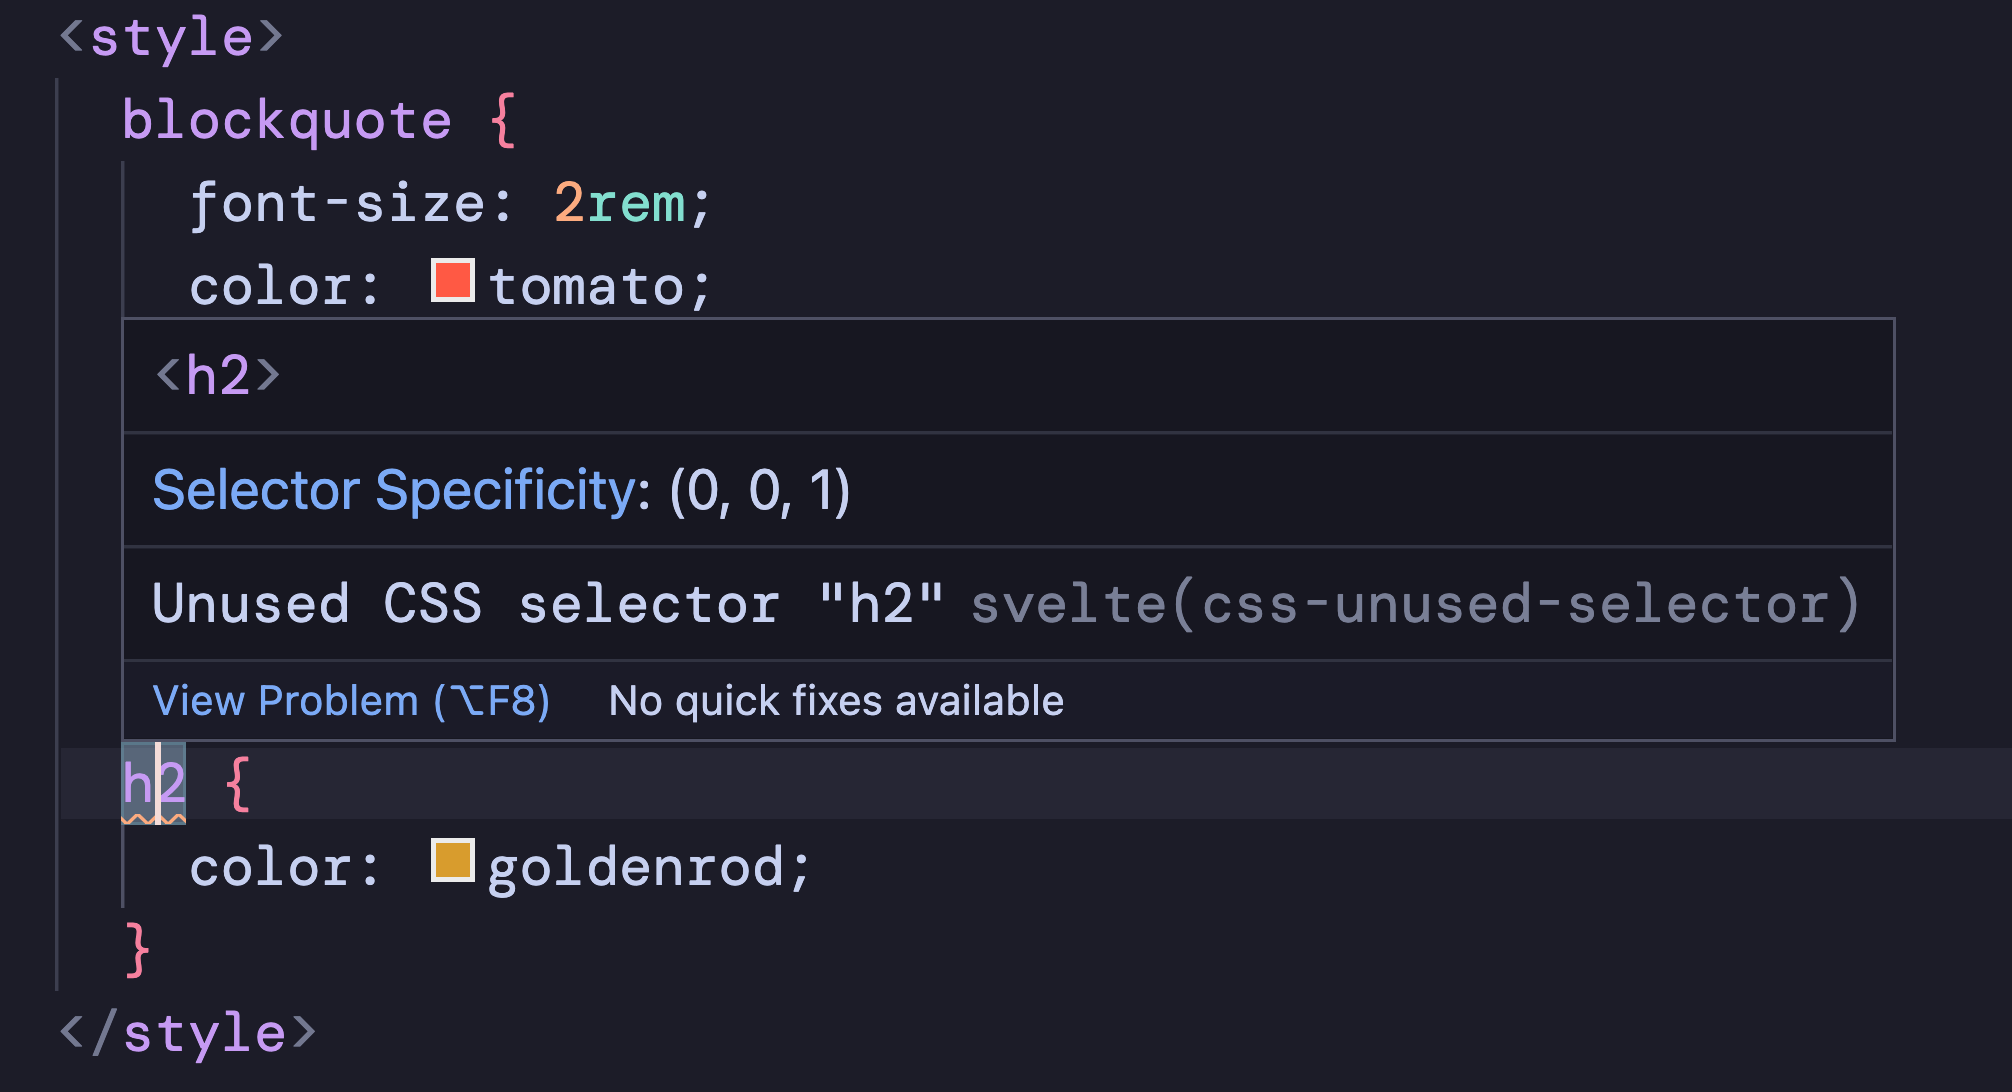 <style>
blockquote {
font-size: 2rem;
color: tomato;
<h2>
Selector Specificity: (0, 0, 1)
Unused CSS selector "h2" svelte(css-unused-selector)
View Problem (⌥F8) No quick fixes available
h2 {
color: goldenrod;
}
</style>